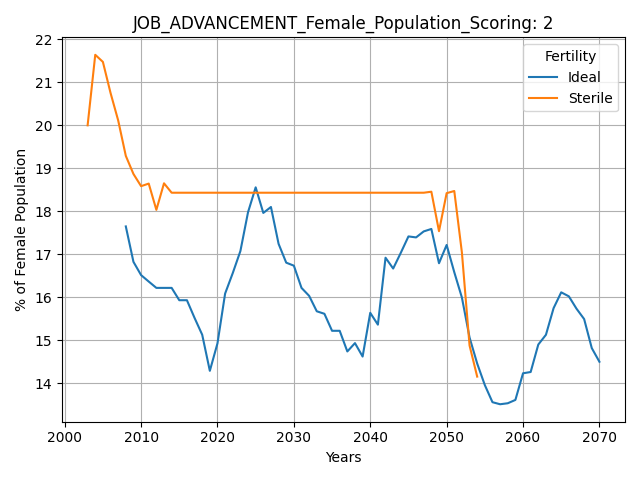 JOB_ADVANCEMENT_Female_Population_Scoring: 2
Fertility
Ideal
Sterile
% of Female Population
22
21
20
19
18
17
16
15
14
2000
2010
2020
2030
2040
2050
2060
2070
Years